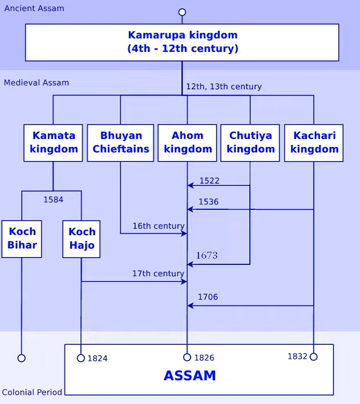 Ancient Assam
Kamarupa kingdom
(4th - 12th century)
Medieval Assam
12th, 13th century
Kamata
kingdom
Bhuyan
Chieftains
Ahom
kingdom
Chutiya
kingdom
Kachari
kingdom
1522
1584
1536
Koch
Bihar
Koch
Hajo
16th century
1673
17th century
1706
1824
1826
1832
ASSAM
Colonial Period